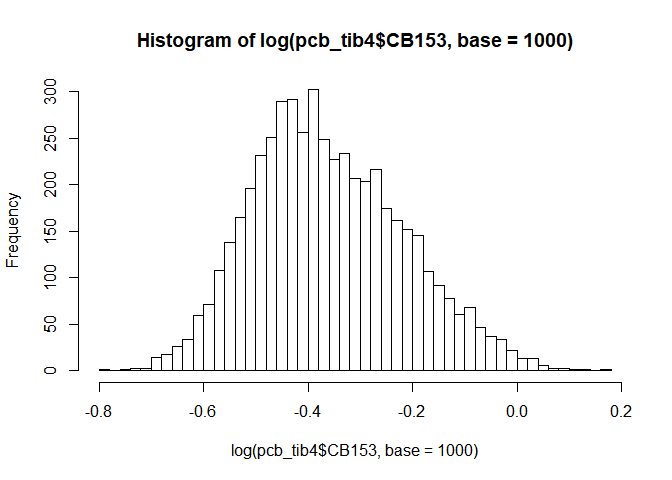 Histogram of log(pcb_tib4$CB153, base = 1000)
Frequency
300
250
200
150
100
50
0
-0.8 -0.6 -0.4 -0.2 0.0 0.2
log(pcb_tib4$CB153, base = 1000)